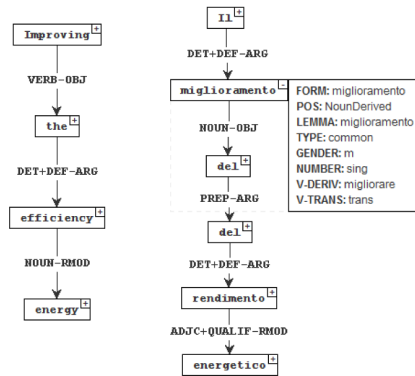 Improving
VERB-OBJ
the
DET+DEF-ARG
efficiency
NOUN-RMOD
energy
Il
DET+DEF-ARG
miglioramento
NOUN-OBJ
del
PREP-ARG
del
DET+DEF-ARG
rendimento
ADJC+QUALIF-RMOD
energetico
FORM: miglioramento
POS: NounDerived
LEMMA: miglioramento
TYPE: common
GENDER: m
NUMBER: sing
V-DERIV: migliorare
V-TRANS: trans